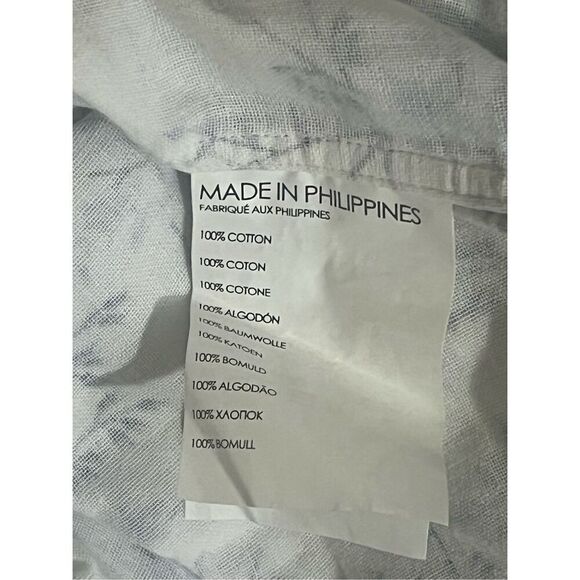 MADE IN PHILIPPINES
FABRIQUÉ AUX PHILIPPINES
100% COTTON
100% COTON
100% COTONE
100% ALGODÓN
100% BAUMWOLLE
100% KATOEN
100% BOMULD
100% ALGODÃO
100% ХЛОПОК
100% BOMULL